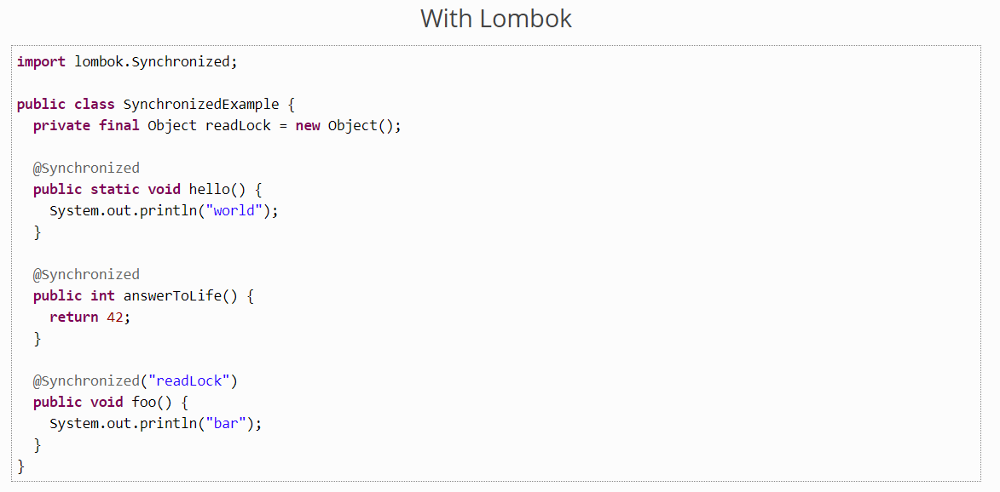 With Lombok
import lombok.Synchronized;
public class SynchronizedExample {
  private final Object readLock = new Object();
  @Synchronized
  public static void hello() {
    System.out.println("world");
  }
  @Synchronized
  public int answerToLife() {
    return 42;
  }
  @Synchronized("readLock")
  public void foo() {
    System.out.println("bar");
  }
}